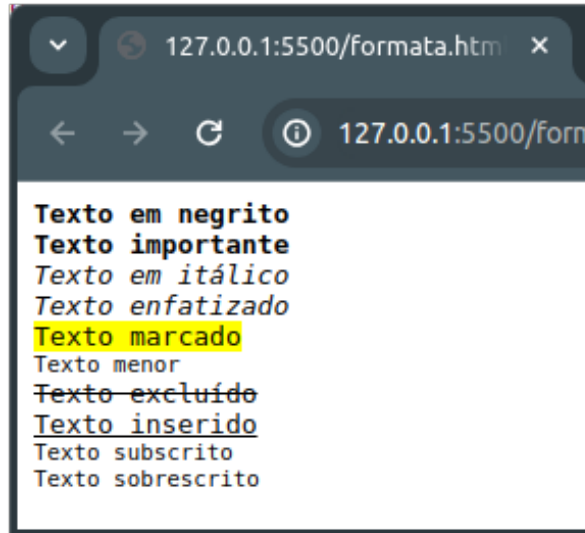 127.0.0.1:5500/formata.htm
127.0.0.1:5500/form
Texto em negrito
Texto importante
Texto em itálico
Texto enfatizado
Texto marcado
Texto menor
Texto excluído
Texto inserido
Texto subscrito
Texto sobrescrito